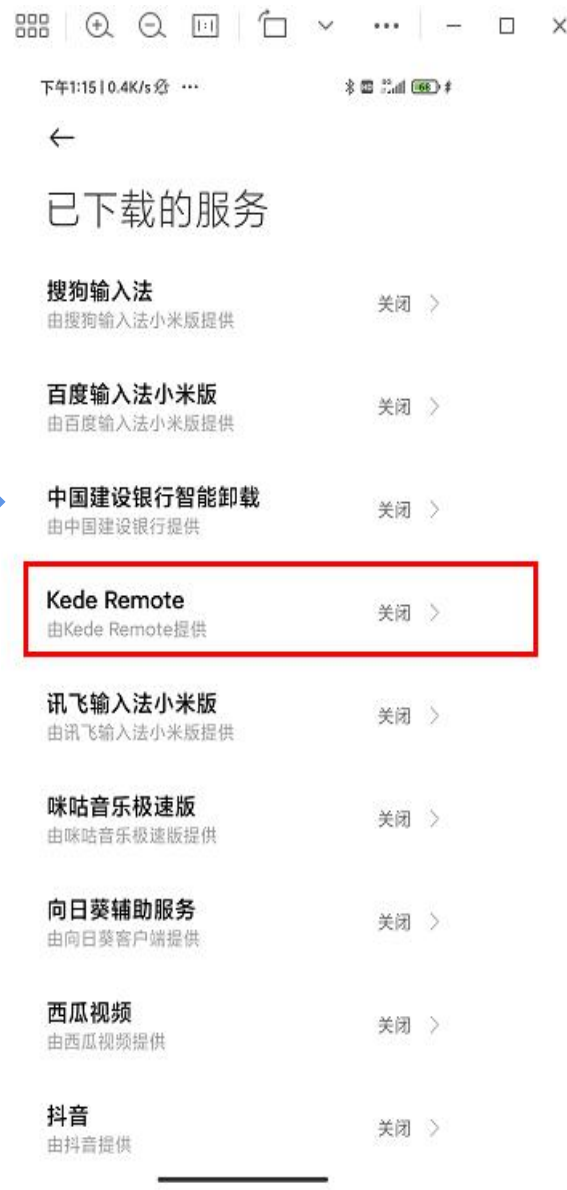 1:1
下午1:15 | 0.4K/s ···
HD 68
已下载的服务
搜狗输入法
关闭
由搜狗输入法小米版提供
百度输入法小米版
关闭
由百度输入法小米版提供
中国建设银行智能卸载
关闭
由中国建设银行提供
Kede Remote
关闭
由Kede Remote提供
讯飞输入法小米版
关闭
由讯飞输入法小米版提供
咪咕音乐极速版
关闭
由咪咕音乐极速版提供
向日葵辅助服务
关闭
由向日葵客户端提供
西瓜视频
关闭
由西瓜视频提供
抖音
关闭
由抖音提供